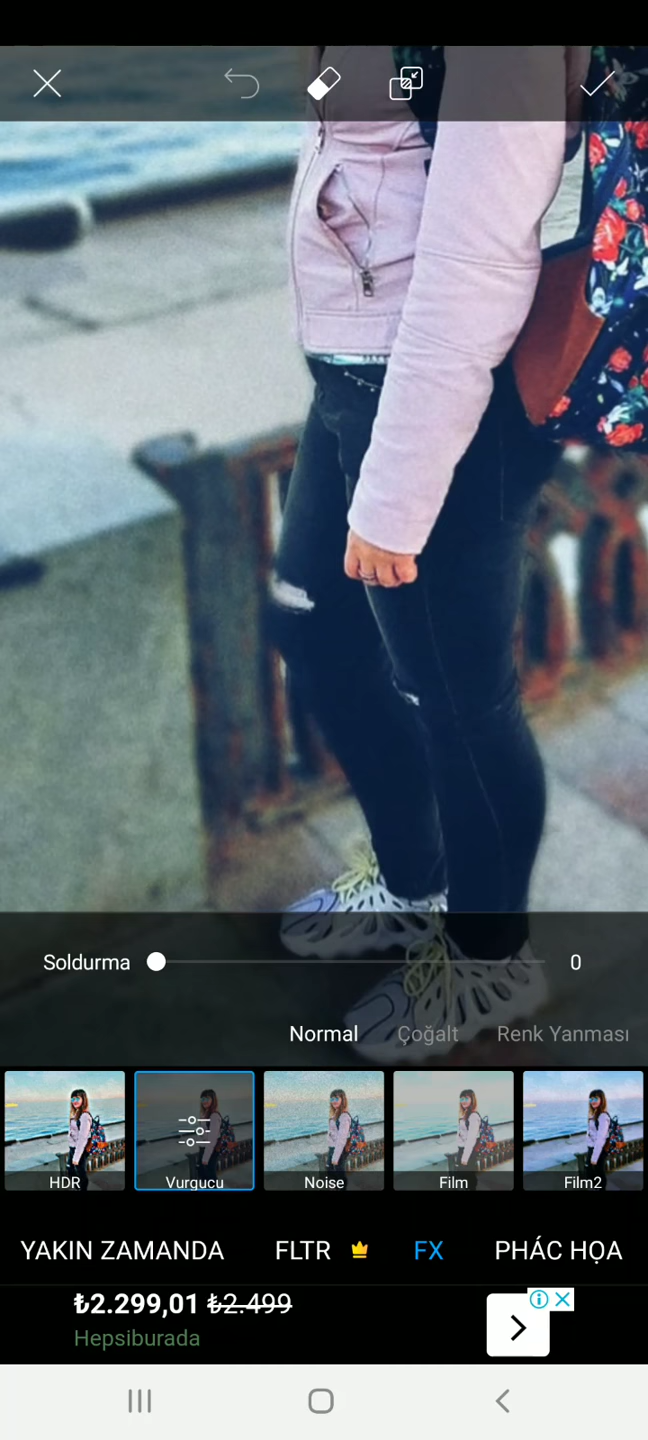 Soldurma 0
Normal Çoğalt Renk Yanması
HDR Vurgucu Noise Film Film2
YAKIN ZAMANDA FLTR FX PHÁC HỌA
₺2.299,01 ₺2.499
Hepsiburada